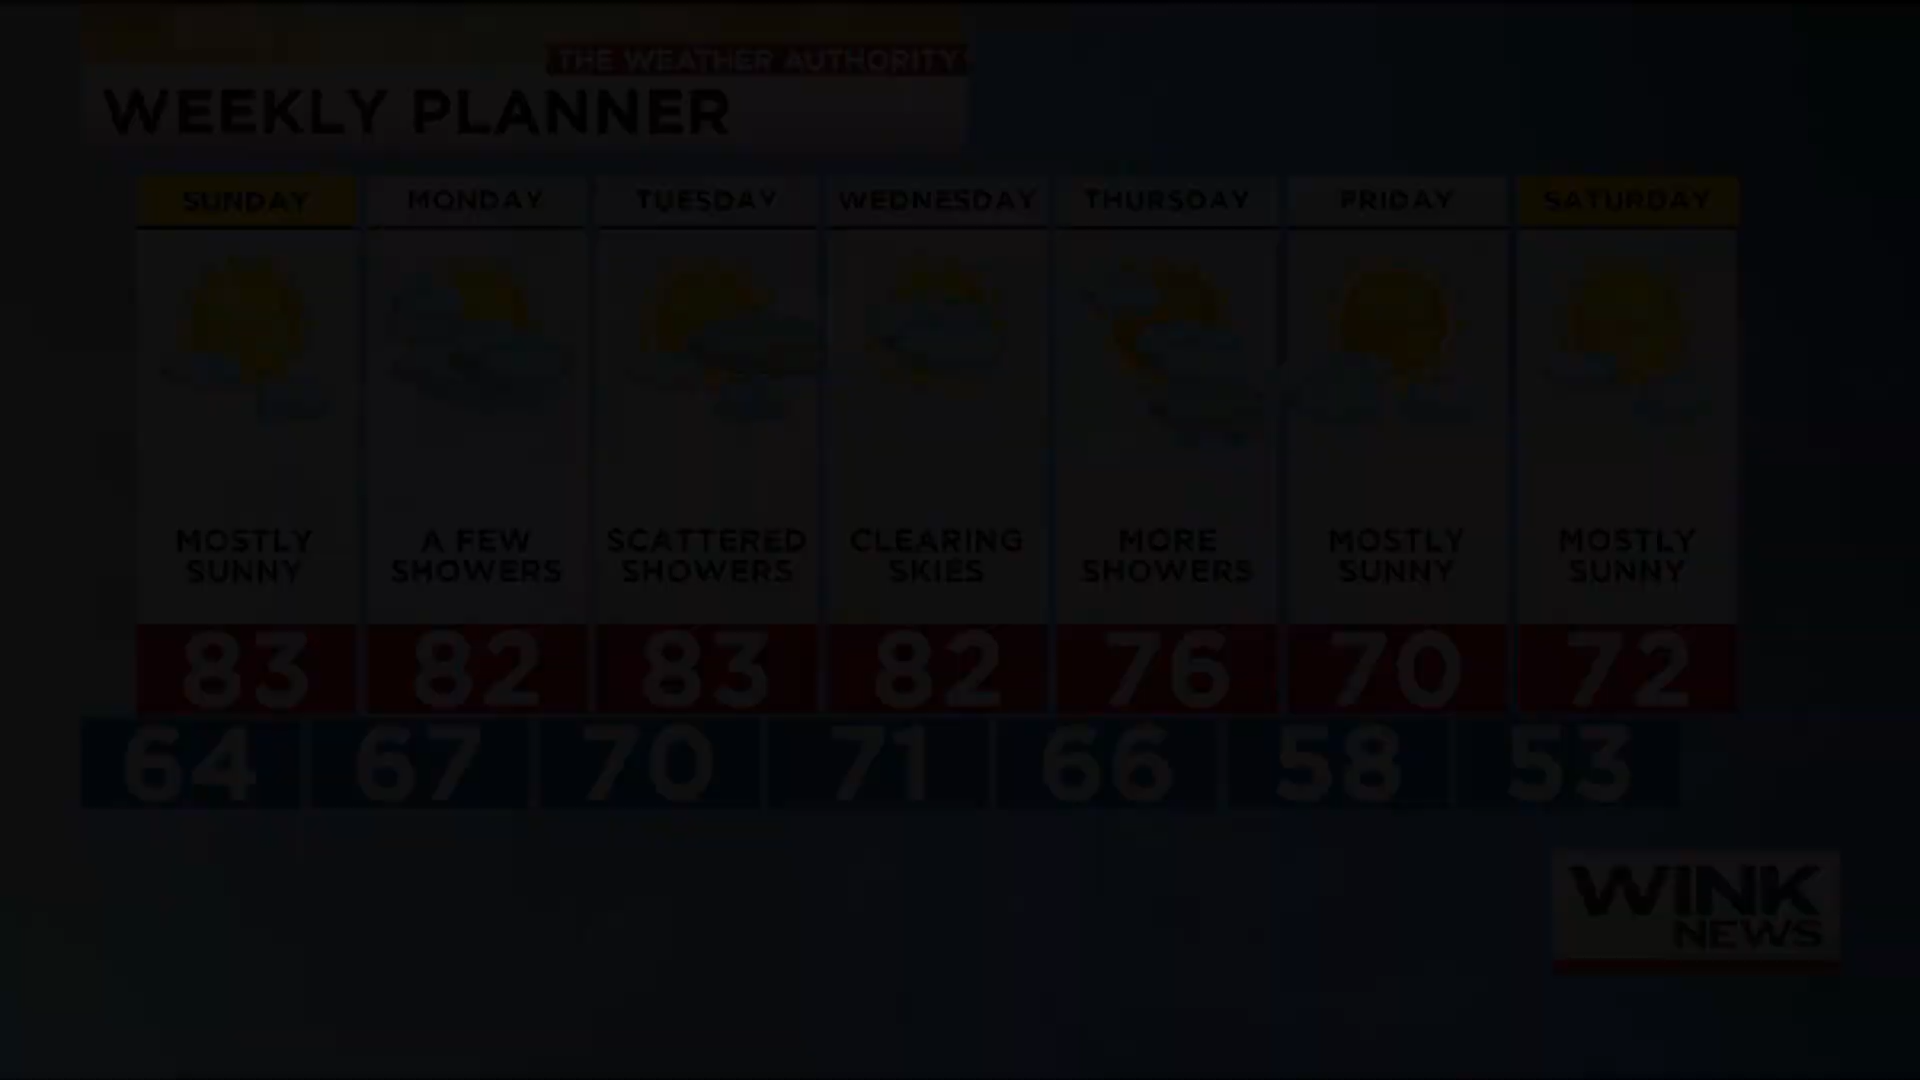 THE WEATHER AUTHORITY
WEEKLY PLANNER
SUNDAY MONDAY TUESDAY WEDNESDAY THURSDAY FRIDAY SATURDAY
MOSTLY A FEW SCATTERED CLEARING MORE MOSTLY MOSTLY
SUNNY SHOWERS SHOWERS SKIES SHOWERS SUNNY SUNNY
83 82 83 82 76 70 72
64 67 70 71 66 58 53
WINK
NEWS